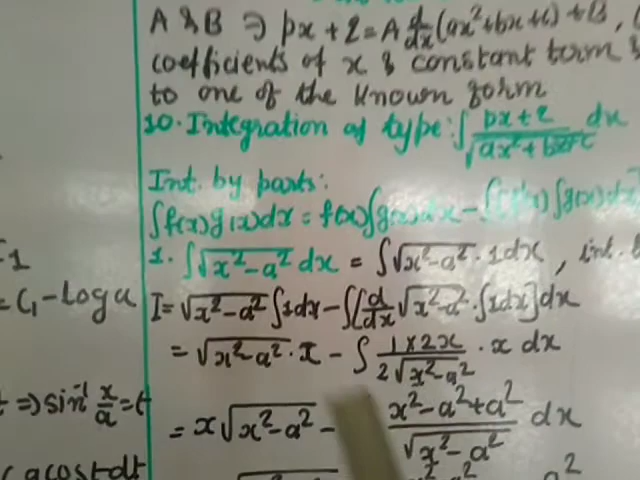 A & B ⇒ px + q = A d/dx (ax²+bx+c) + B,
coefficients of x & constant term &
to one of the known form
10. Integration of type: ∫ px+q / √ax²+bx+c dx
Int. by parts:
∫f(x)g(x)dx = f(x)∫g(x)dx − ∫[f'(x)∫g(x)dx
1. ∫√x²−a² dx = ∫√x²−a² · 1dx , int.
I = √x²−a² ∫1dx − ∫[d/dx √x²−a² · ∫1dx]dx
= √x²−a² · x − ∫ 1×2x / 2√x²−a² · x dx
= x√x²−a² − x²−a²+a² / √x²−a² dx
a²
1
= C₁ − log a
⇒ sin⁻¹ x/a = t
a cost dt